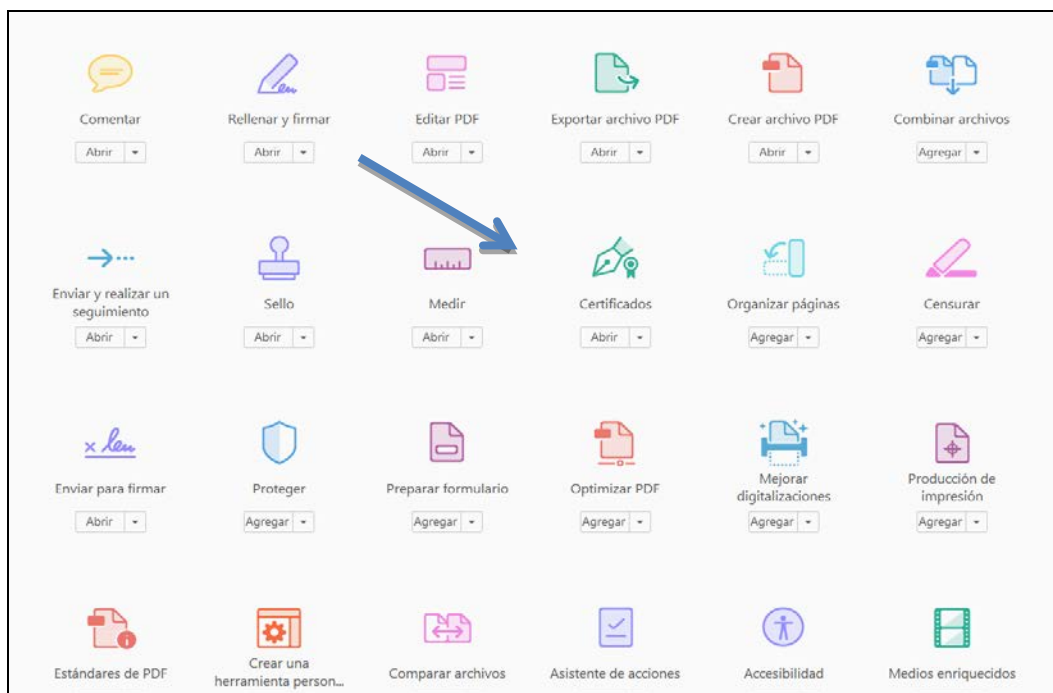 Comentar
Rellenar y firmar
Editar PDF
Exportar archivo PDF
Crear archivo PDF
Combinar archivos
Abrir
Abrir
Abrir
Abrir
Abrir
Agregar
Enviar y realizar un
seguimiento
Sello
Medir
Certificados
Organizar páginas
Censurar
Abrir
Abrir
Abrir
Abrir
Agregar
Agregar
Enviar para firmar
Proteger
Preparar formulario
Optimizar PDF
Mejorar
digitalizaciones
Producción de
impresión
Abrir
Agregar
Agregar
Agregar
Agregar
Agregar
Estándares de PDF
Crear una
herramienta person...
Comparar archivos
Asistente de acciones
Accesibilidad
Medios enriquecidos